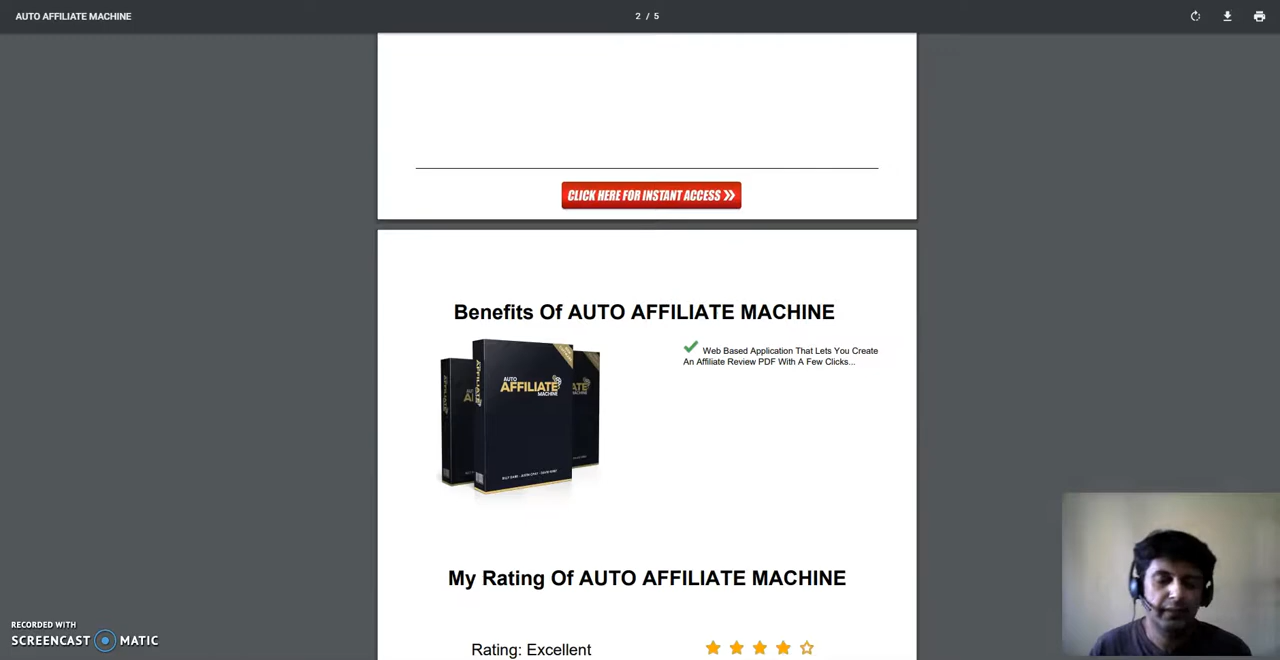 AUTO AFFILIATE MACHINE
2 / 5
CLICK HERE FOR INSTANT ACCESS
Benefits Of AUTO AFFILIATE MACHINE
AUTO
AFFILIATE
MACHINE
Web Based Application That Lets You Create
An Affiliate Review PDF With A Few Clicks...
My Rating Of AUTO AFFILIATE MACHINE
Rating: Excellent
RECORDED WITH
SCREENCAST MATIC